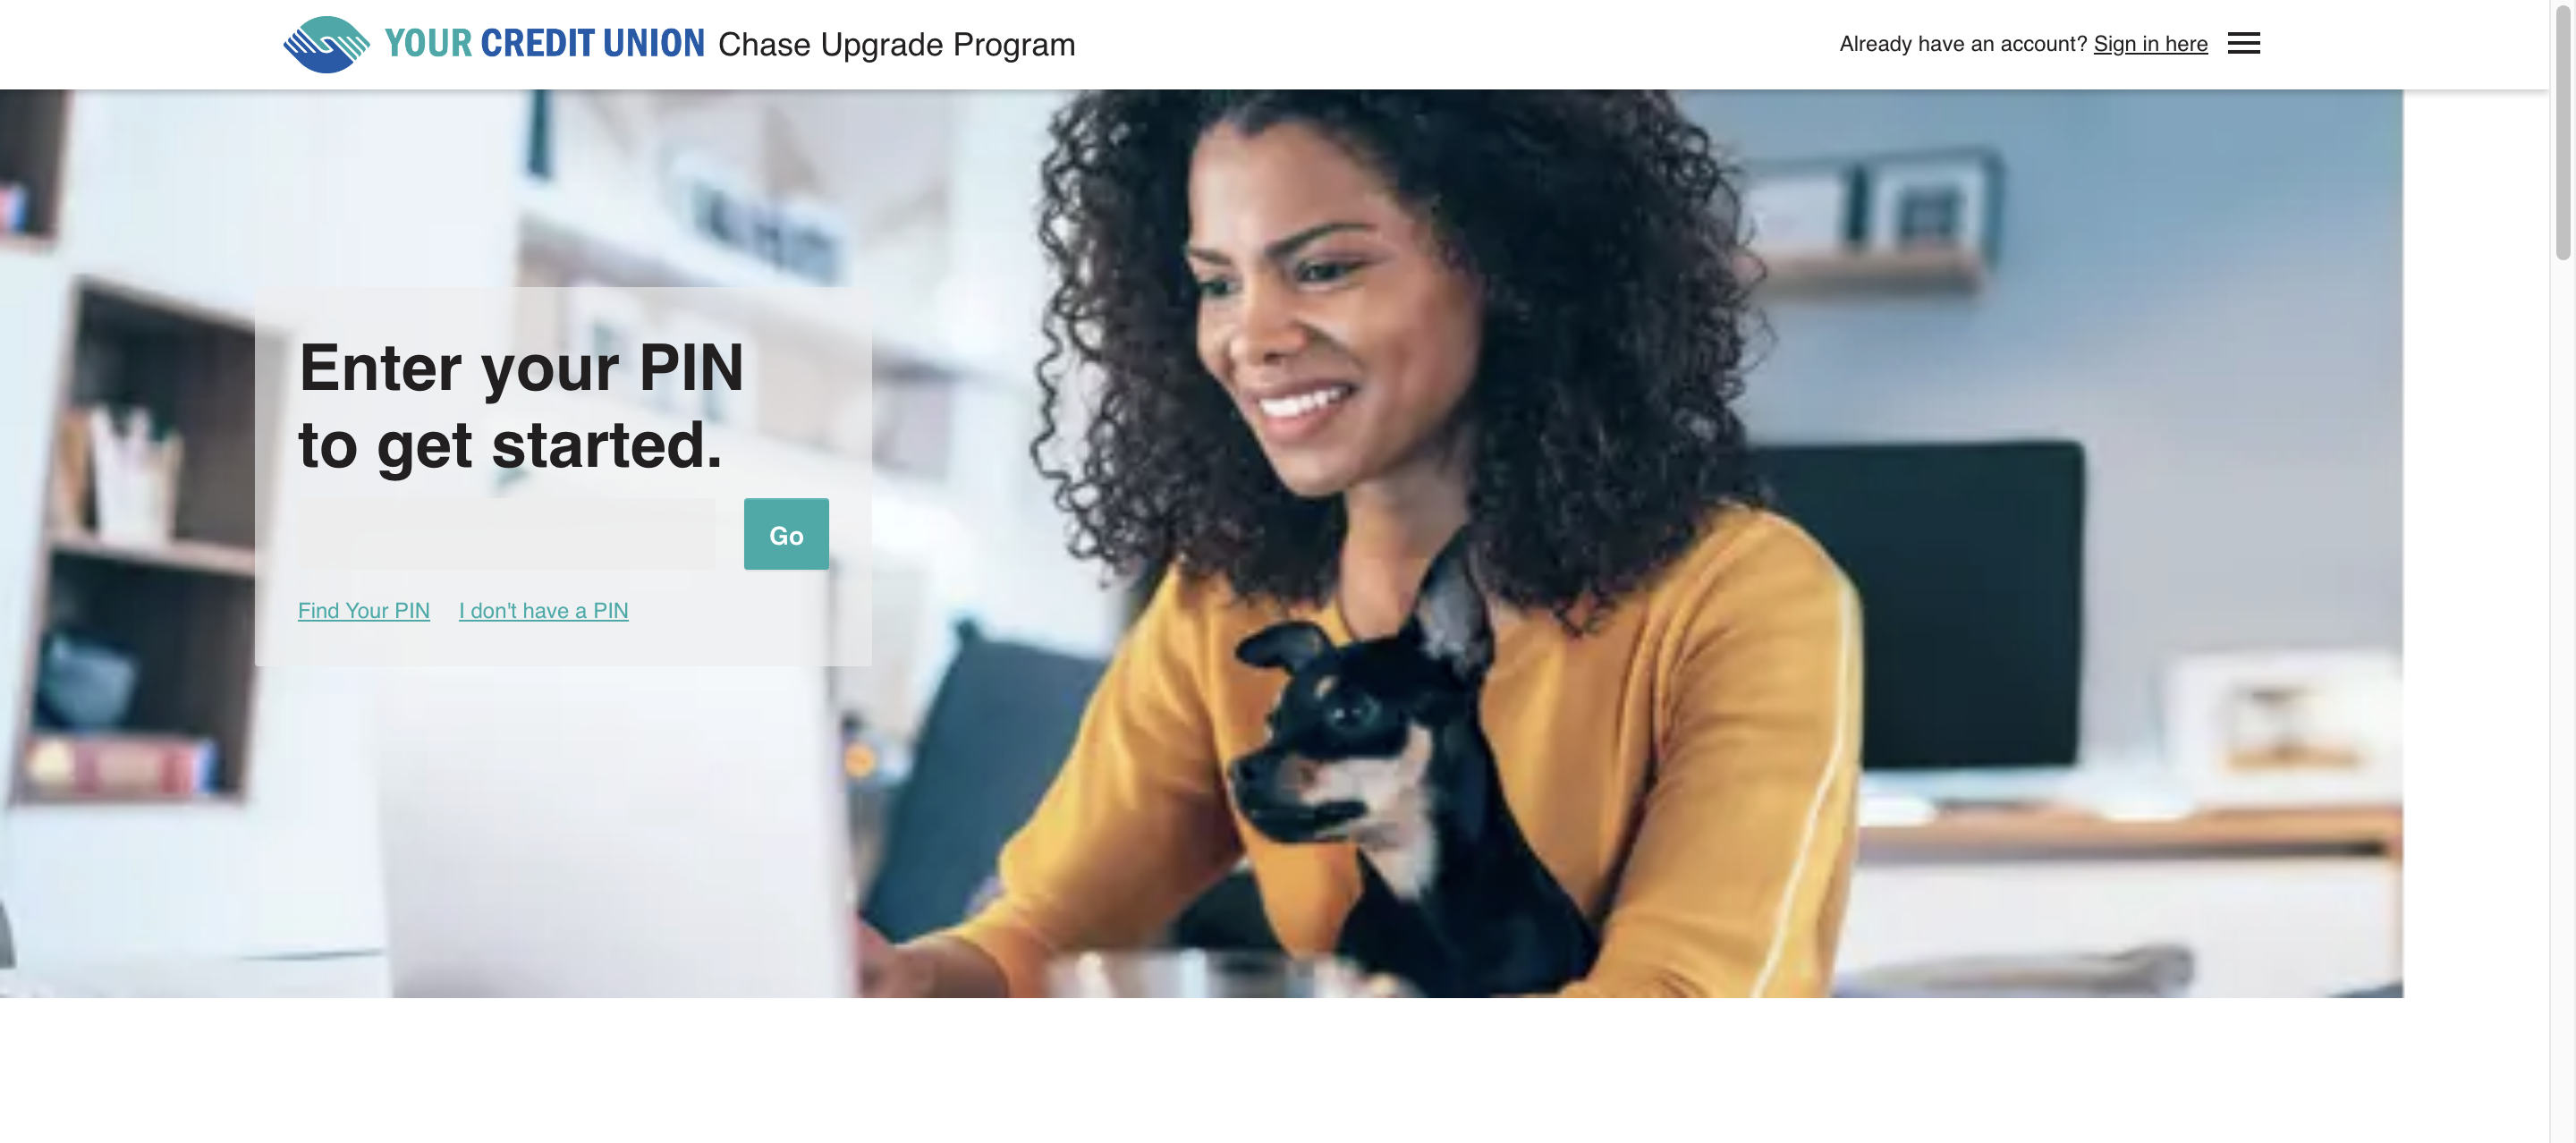 YOUR CREDIT UNION Chase Upgrade Program
Already have an account? Sign in here
Enter your PIN
to get started.
Go
Find Your PIN I don't have a PIN